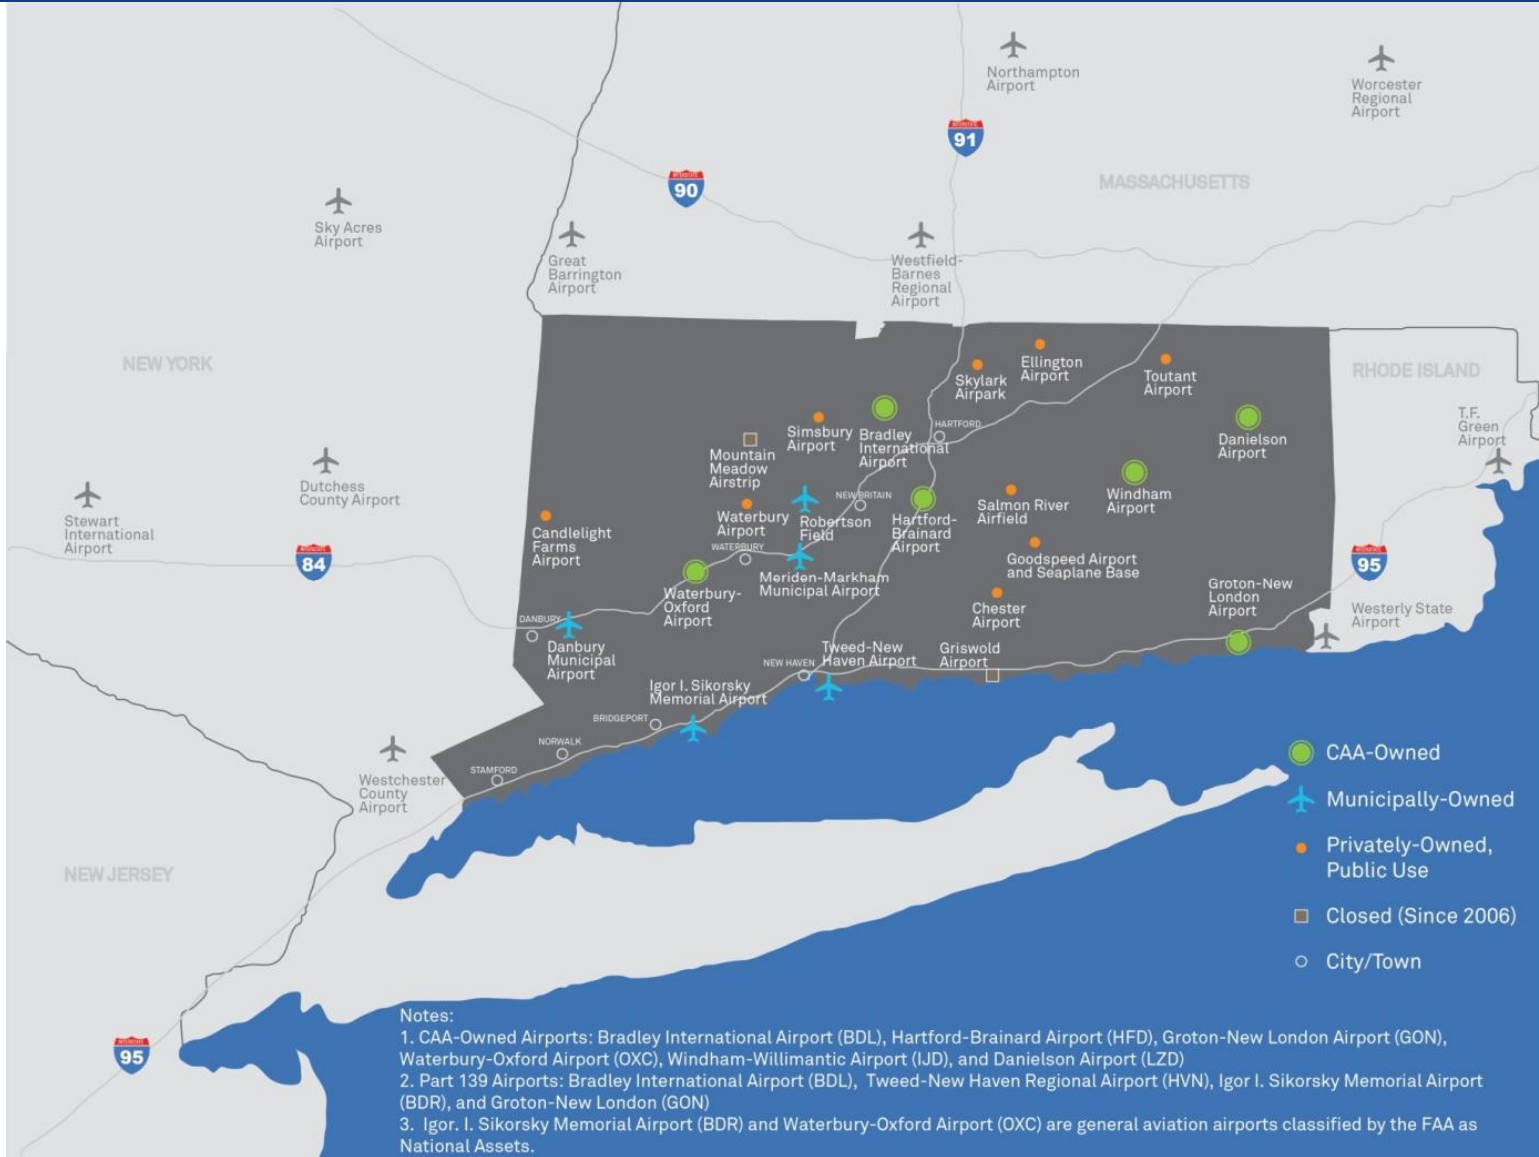 Northampton
Airport
Worcester
Regional
Airport
INTERSTATE
91
MASSACHUSETTS
INTERSTATE
90
Sky Acres
Airport
Great
Barrington
Airport
Westfield-
Barnes
Regional
Airport
NEW YORK
RHODE ISLAND
Ellington
Airport
Skylark
Airpark
Toutant
Airport
T.F.
Green
Airport
Simsbury
Airport
Bradley
International
Airport
HARTFORD
Danielson
Airport
Mountain
Meadow
Airstrip
Dutchess
County Airport
Stewart
International
Airport
Windham
Airport
NEW BRITAIN
Salmon River
Airfield
Waterbury
Airport
Robertson
Field
Hartford-
Brainard
Airport
Candlelight
Farms
Airport
WATERBURY
INTERSTATE
84
Goodspeed Airport
and Seaplane Base
INTERSTATE
95
Meriden-Markham
Municipal Airport
Groton-New
London
Airport
Waterbury-
Oxford
Airport
Chester
Airport
Westerly State
Airport
DANBURY
Danbury
Municipal
Airport
Tweed-New
Haven Airport
Griswold
Airport
NEW HAVEN
Igor I. Sikorsky
Memorial Airport
BRIDGEPORT
NORWALK
STAMFORD
Westchester
County
Airport
NEW JERSEY
CAA-Owned
Municipally-Owned
Privately-Owned,
Public Use
Closed (Since 2006)
City/Town
INTERSTATE
95
Notes:
1. CAA-Owned Airports: Bradley International Airport (BDL), Hartford-Brainard Airport (HFD), Groton-New London Airport (GON),
Waterbury-Oxford Airport (OXC), Windham-Willimantic Airport (IJD), and Danielson Airport (LZD)
2. Part 139 Airports: Bradley International Airport (BDL), Tweed-New Haven Regional Airport (HVN), Igor I. Sikorsky Memorial Airport
(BDR), and Groton-New London (GON)
3. Igor. I. Sikorsky Memorial Airport (BDR) and Waterbury-Oxford Airport (OXC) are general aviation airports classified by the FAA as
National Assets.